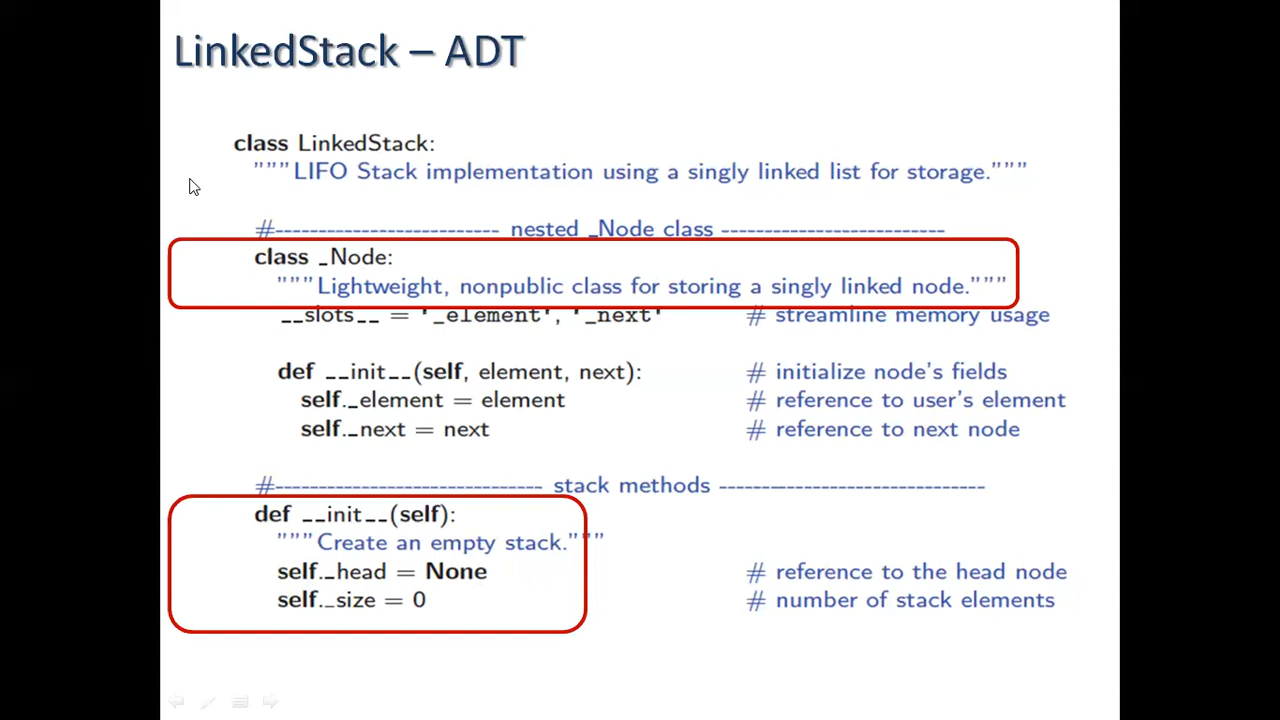 LinkedStack – ADT
class LinkedStack:
"""LIFO Stack implementation using a singly linked list for storage."""
#-------------------------- nested _Node class --------------------------
class _Node:
"""Lightweight, nonpublic class for storing a singly linked node."""
__slots__ = '_element', '_next' # streamline memory usage
def __init__(self, element, next): # initialize node's fields
self._element = element # reference to user's element
self._next = next # reference to next node
#------------------------------- stack methods -------------------------------
def __init__(self):
"""Create an empty stack."""
self._head = None # reference to the head node
self._size = 0 # number of stack elements